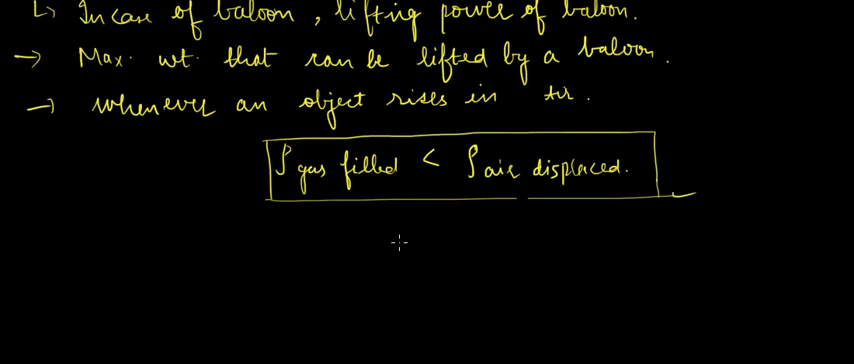 ↳ In case of baloon, lifting power of baloon.
→ Max. wt. that can be lifted by a baloon.
→ whenever an object rises in Air.
ρ gas filled < ρ air displaced.